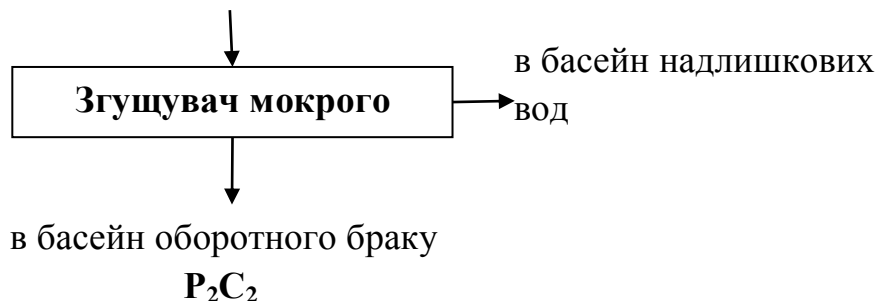 в басейн надлишкових
вод
Згущувач мокрого
в басейн оборотного браку
P₂C₂